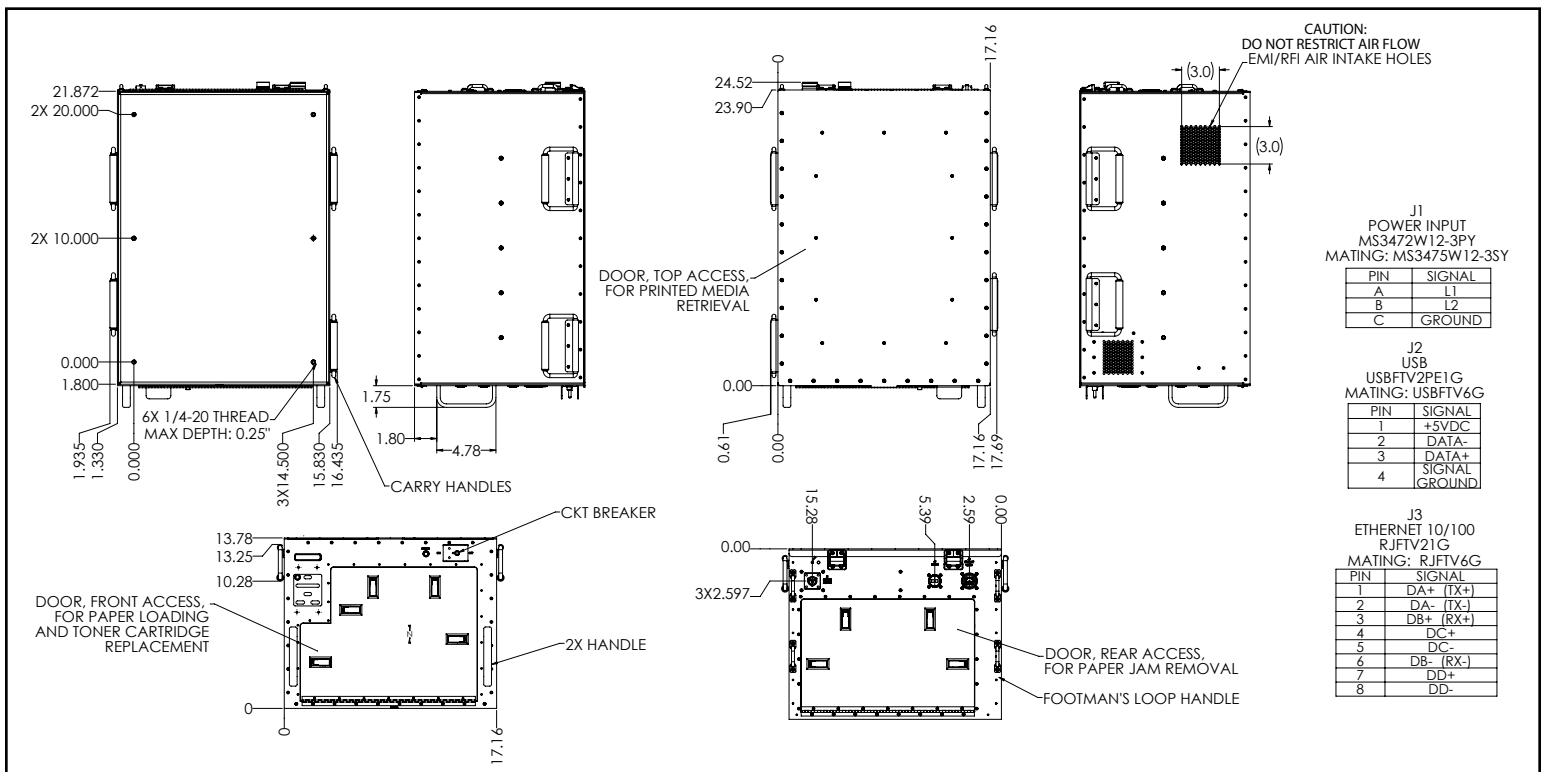 21.872
2X 20.000
2X 10.000
0.000
1.800
1.935
1.330
0.000
6X 1/4-20 THREAD
MAX DEPTH: 0.25"
3X14.500
15.830
16.435
CARRY HANDLES
1.75
1.80
4.78
0
17.16
24.52
23.90
DOOR, TOP ACCESS,
FOR PRINTED MEDIA
RETRIEVAL
0.00
0.61
0.00
17.16
17.69
CAUTION:
DO NOT RESTRICT AIR FLOW
EMI/RFI AIR INTAKE HOLES
(3.0)
(3.0)
13.78
13.25
10.28
CKT BREAKER
DOOR, FRONT ACCESS,
FOR PAPER LOADING
AND TONER CARTRIDGE
REPLACEMENT
2X HANDLE
0
0
17.16
15.28
5.39
2.59
0.00
0.00
3X2.597
DOOR, REAR ACCESS,
FOR PAPER JAM REMOVAL
FOOTMAN'S LOOP HANDLE
J1
POWER INPUT
MS3472W12-3PY
MATING: MS3475W12-3SY
PIN SIGNAL
A L1
B L2
C GROUND
J2
USB
USBFTV2PE1G
MATING: USBFTV6G
PIN SIGNAL
1 +5VDC
2 DATA-
3 DATA+
4 SIGNAL
GROUND
J3
ETHERNET 10/100
RJFTV21G
MATING: RJFTV6G
PIN SIGNAL
1 DA+ (TX+)
2 DA- (TX-)
3 DB+ (RX+)
4 DC+
5 DC-
6 DB- (RX-)
7 DD+
8 DD-